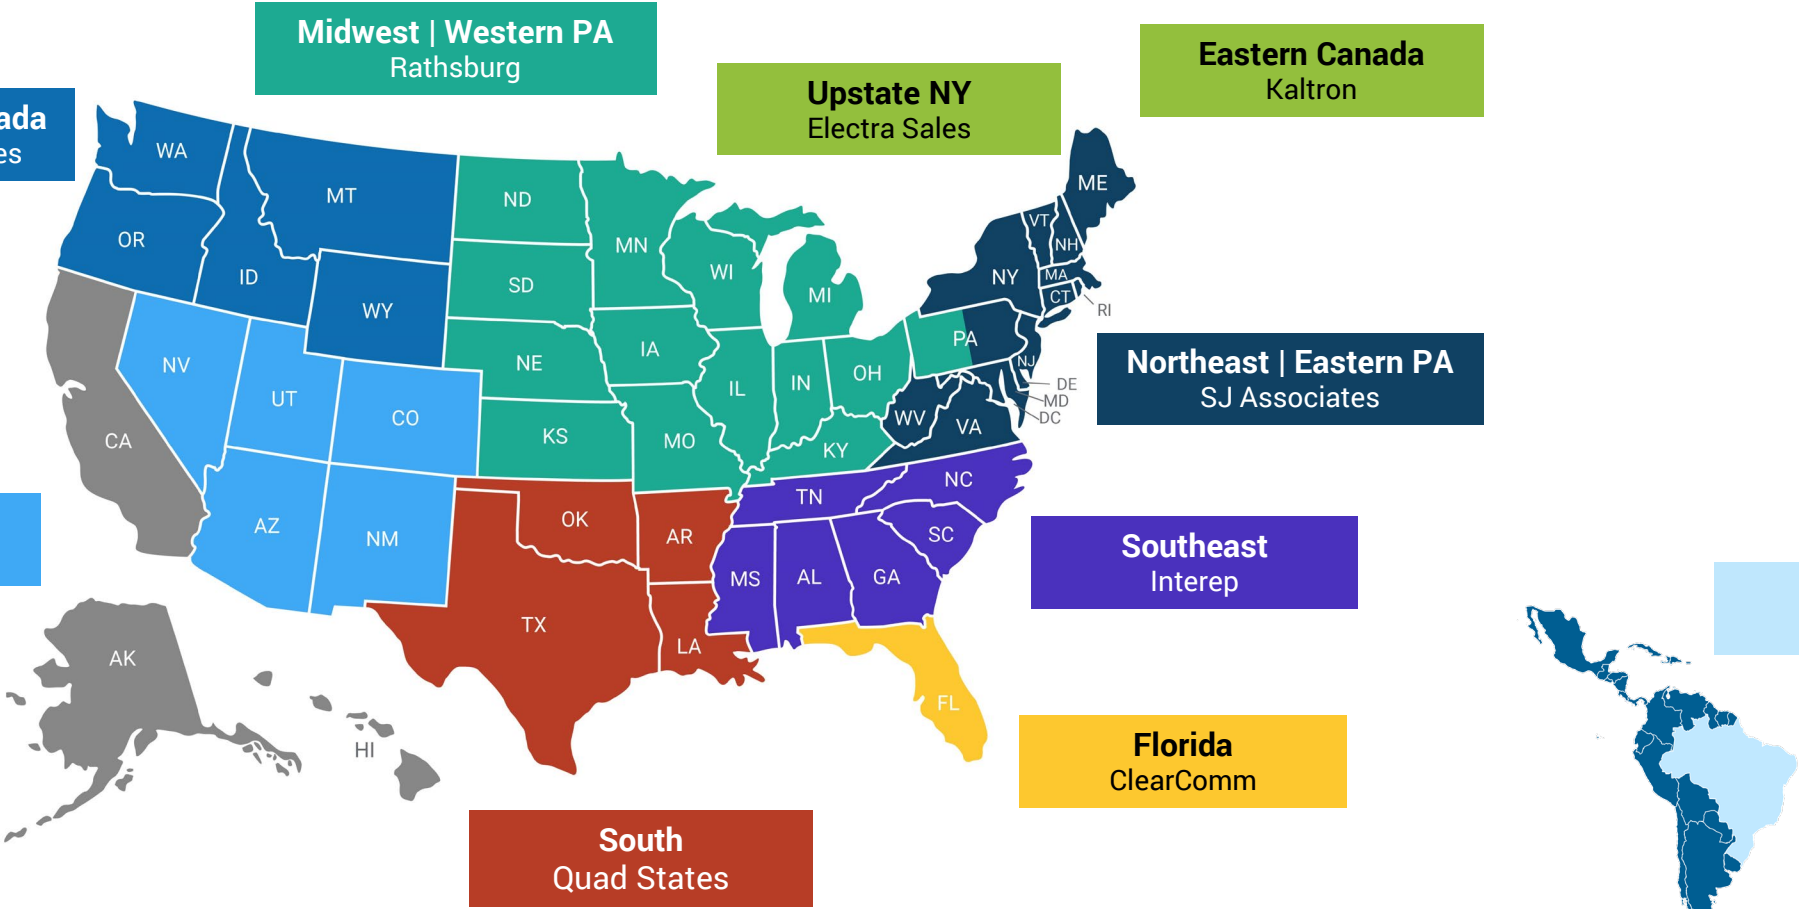 Midwest | Western PA
Rathsburg
Upstate NY
Electra Sales
Eastern Canada
Kaltron
WA
MT
OR
ID
WY
ND
SD
MN
WI
MI
NE
IA
KS
MO
IL
IN
OH
KY
NV
UT
CO
CA
AZ
NM
ME
VT
NH
NY
MA
CT
RI
PA
NJ
DE
MD
DC
WV
VA
Northeast | Eastern PA
SJ Associates
OK
AR
TX
LA
TN
NC
SC
MS
AL
GA
Southeast
Interep
FL
Florida
ClearComm
AK
HI
South
Quad States